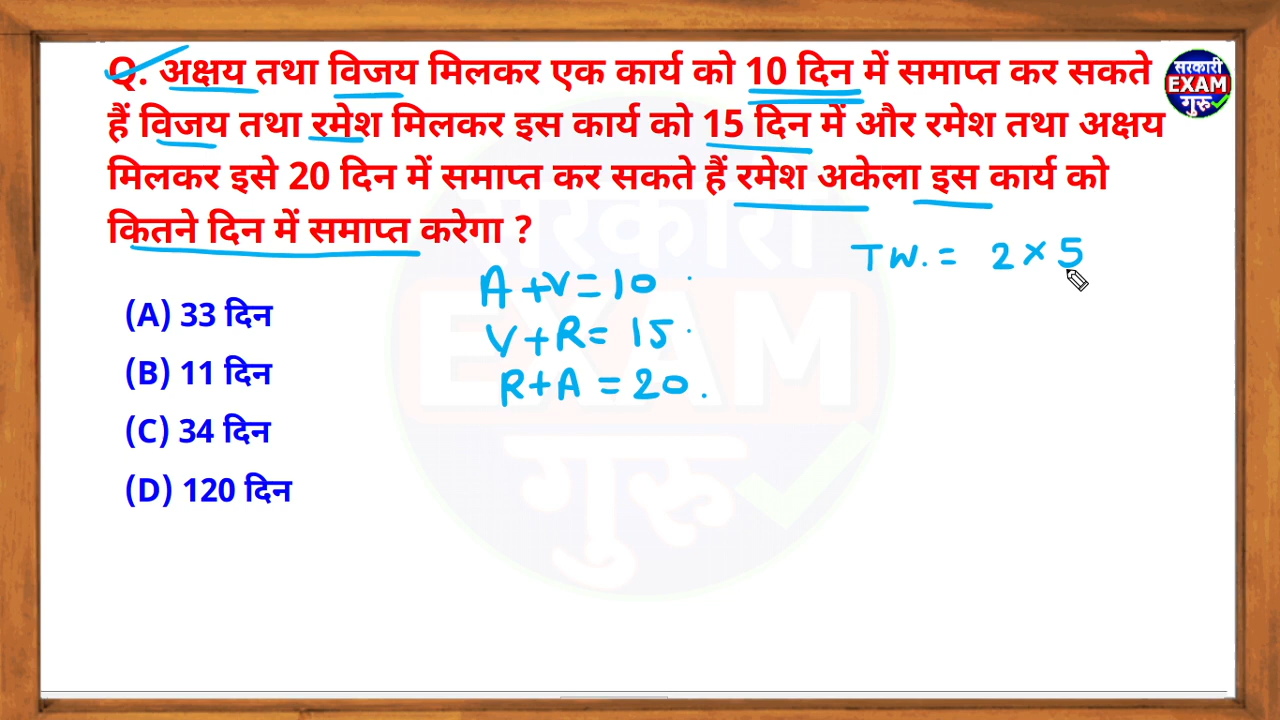 Q. अक्षय तथा विजय मिलकर एक कार्य को 10 दिन में समाप्त कर सकते
हैं विजय तथा रमेश मिलकर इस कार्य को 15 दिन में और रमेश तथा अक्षय
मिलकर इसे 20 दिन में समाप्त कर सकते हैं रमेश अकेला इस कार्य को
कितने दिन में समाप्त करेगा ?
सरकारी
EXAM
गुरु
T W. = 2 × 5
A + V = 10
V + R = 15
R + A = 20
(A) 33 दिन
(B) 11 दिन
(C) 34 दिन
(D) 120 दिन
सरकारी
EXAM
गुरु